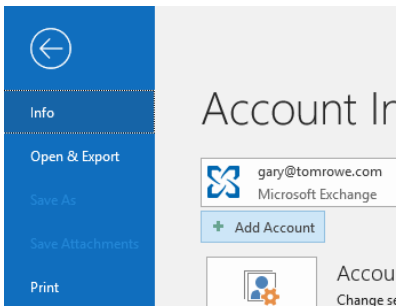 Info
Open & Export
Save As
Save Attachments
Print
Account In
gary@tomrowe.com
Microsoft Exchange
+ Add Account
Accou
Change se